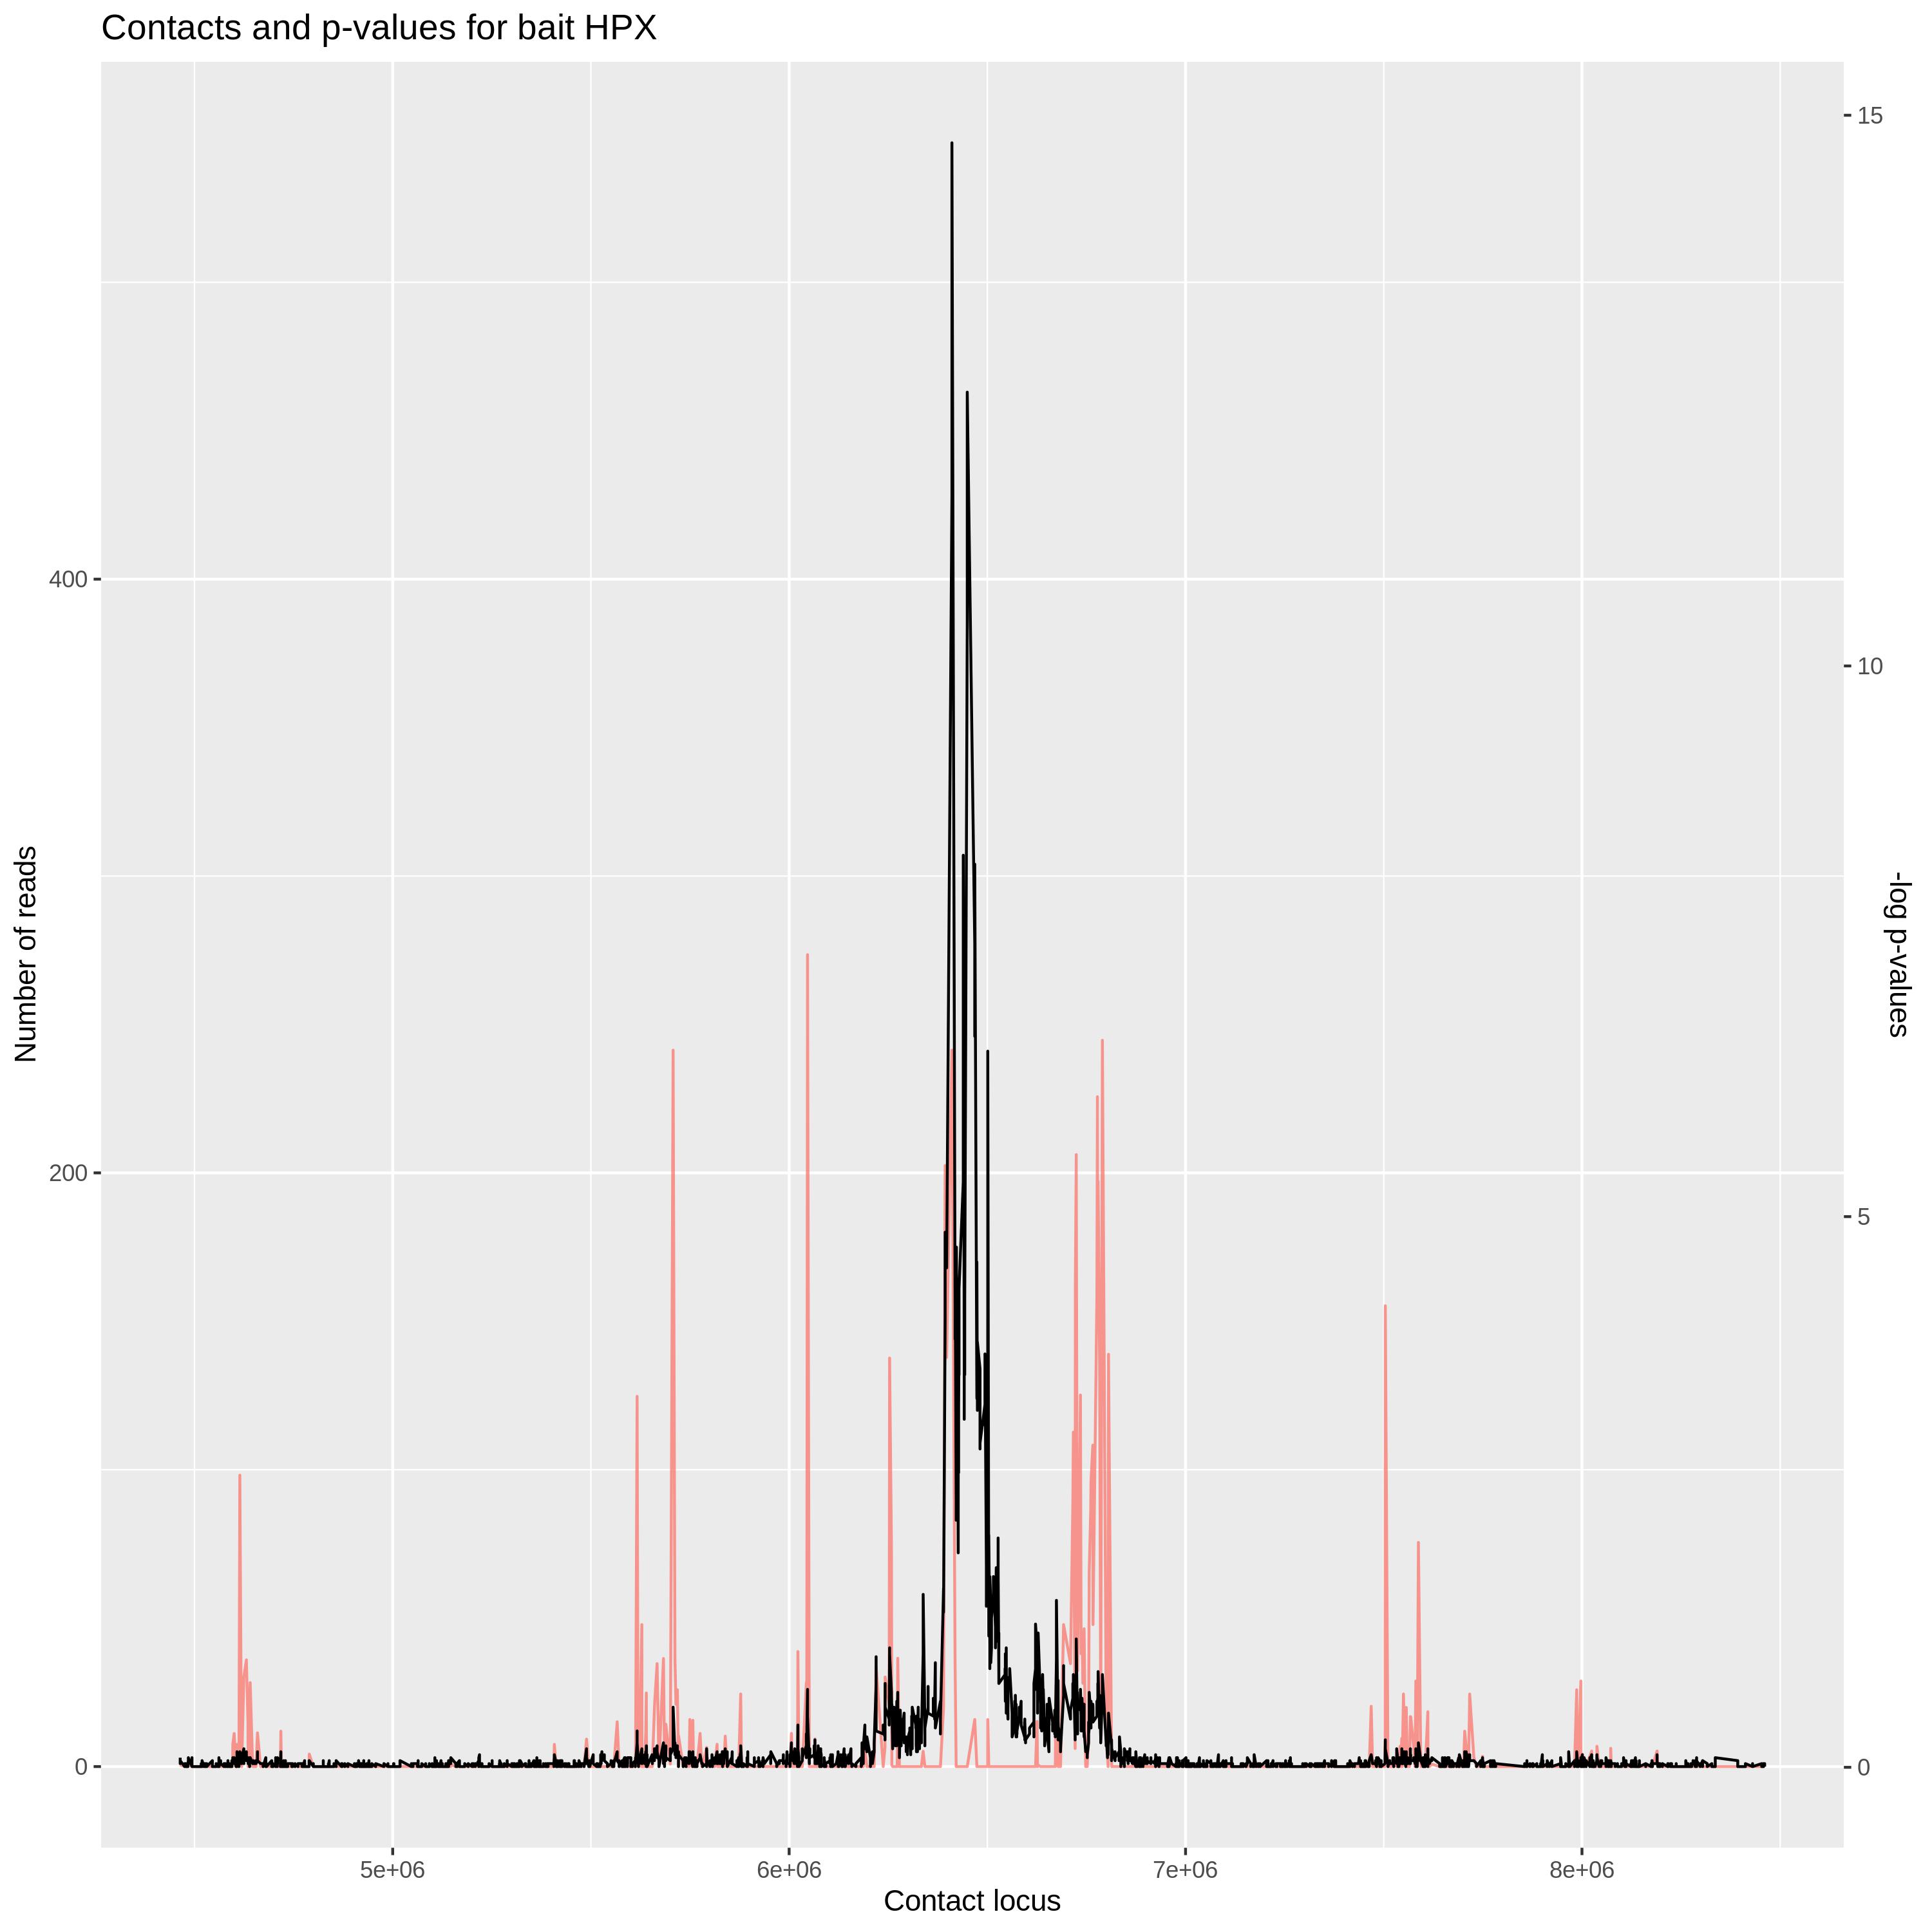 Contacts and p-values for bait HPX
Number of reads
400
200
0
15
10
5
0
-log p-values
5e+06
6e+06
7e+06
8e+06
Contact locus